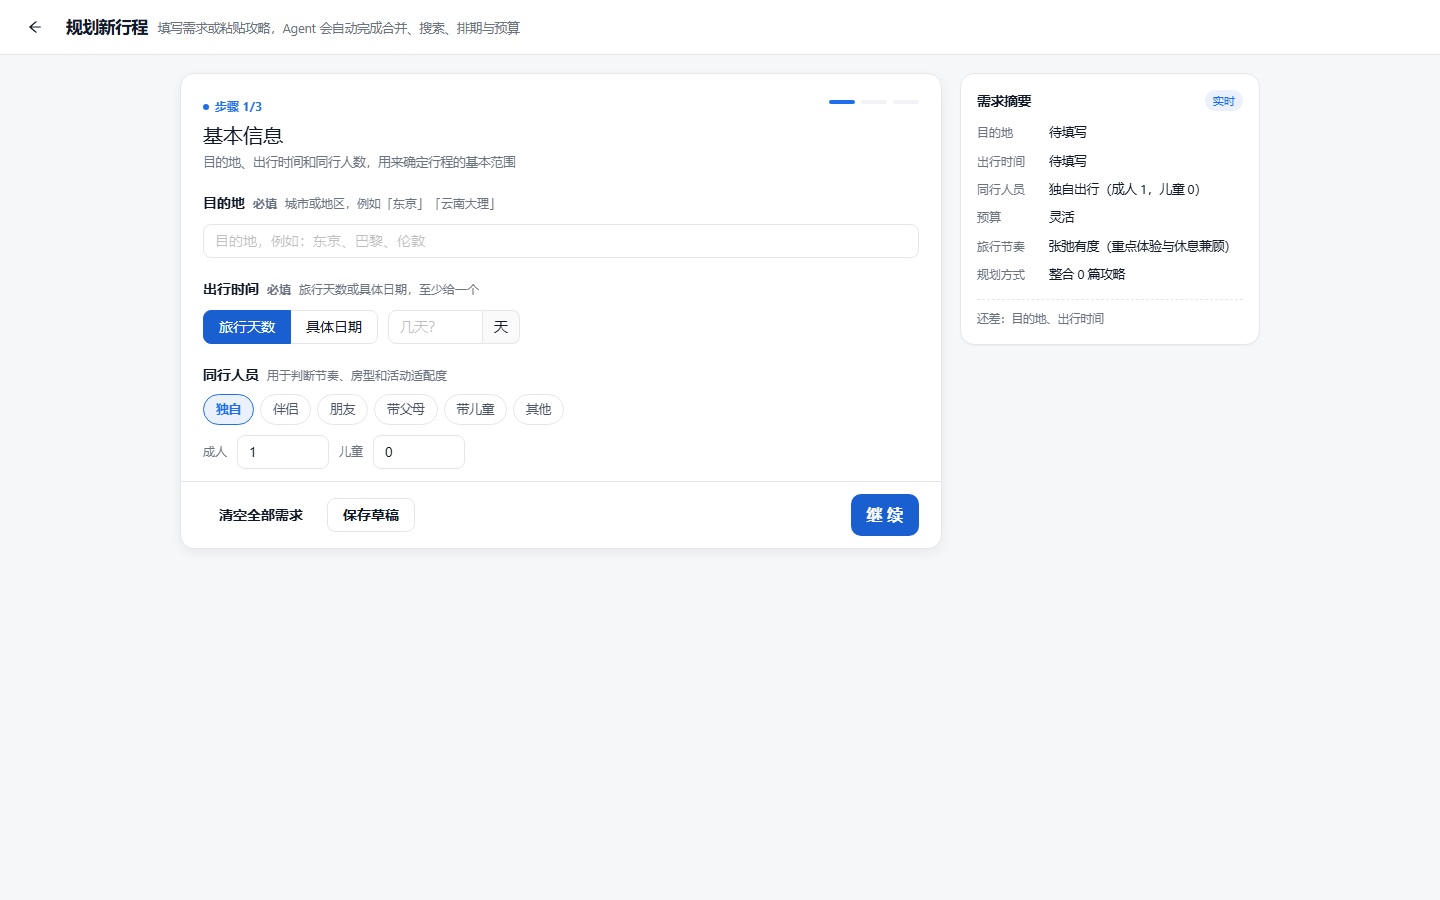 规划新行程 填写需求或粘贴攻略，Agent 会自动完成合并、搜索、排期与预算
步骤 1/3
基本信息
目的地、出行时间和同行人数，用来确定行程的基本范围
目的地 必填 城市或地区，例如「东京」「云南大理」
目的地，例如：东京、巴黎、伦敦
出行时间 必填 旅行天数或具体日期，至少给一个
旅行天数 具体日期 几天? 天
同行人员 用于判断节奏、房型和活动适配度
独自 伴侣 朋友 带父母 带儿童 其他
成人 1 儿童 0
清空全部需求 保存草稿 继续
需求摘要 实时
目的地 待填写
出行时间 待填写
同行人员 独自出行（成人 1，儿童 0）
预算 灵活
旅行节奏 张弛有度（重点体验与休息兼顾）
规划方式 整合 0 篇攻略
还差：目的地、出行时间